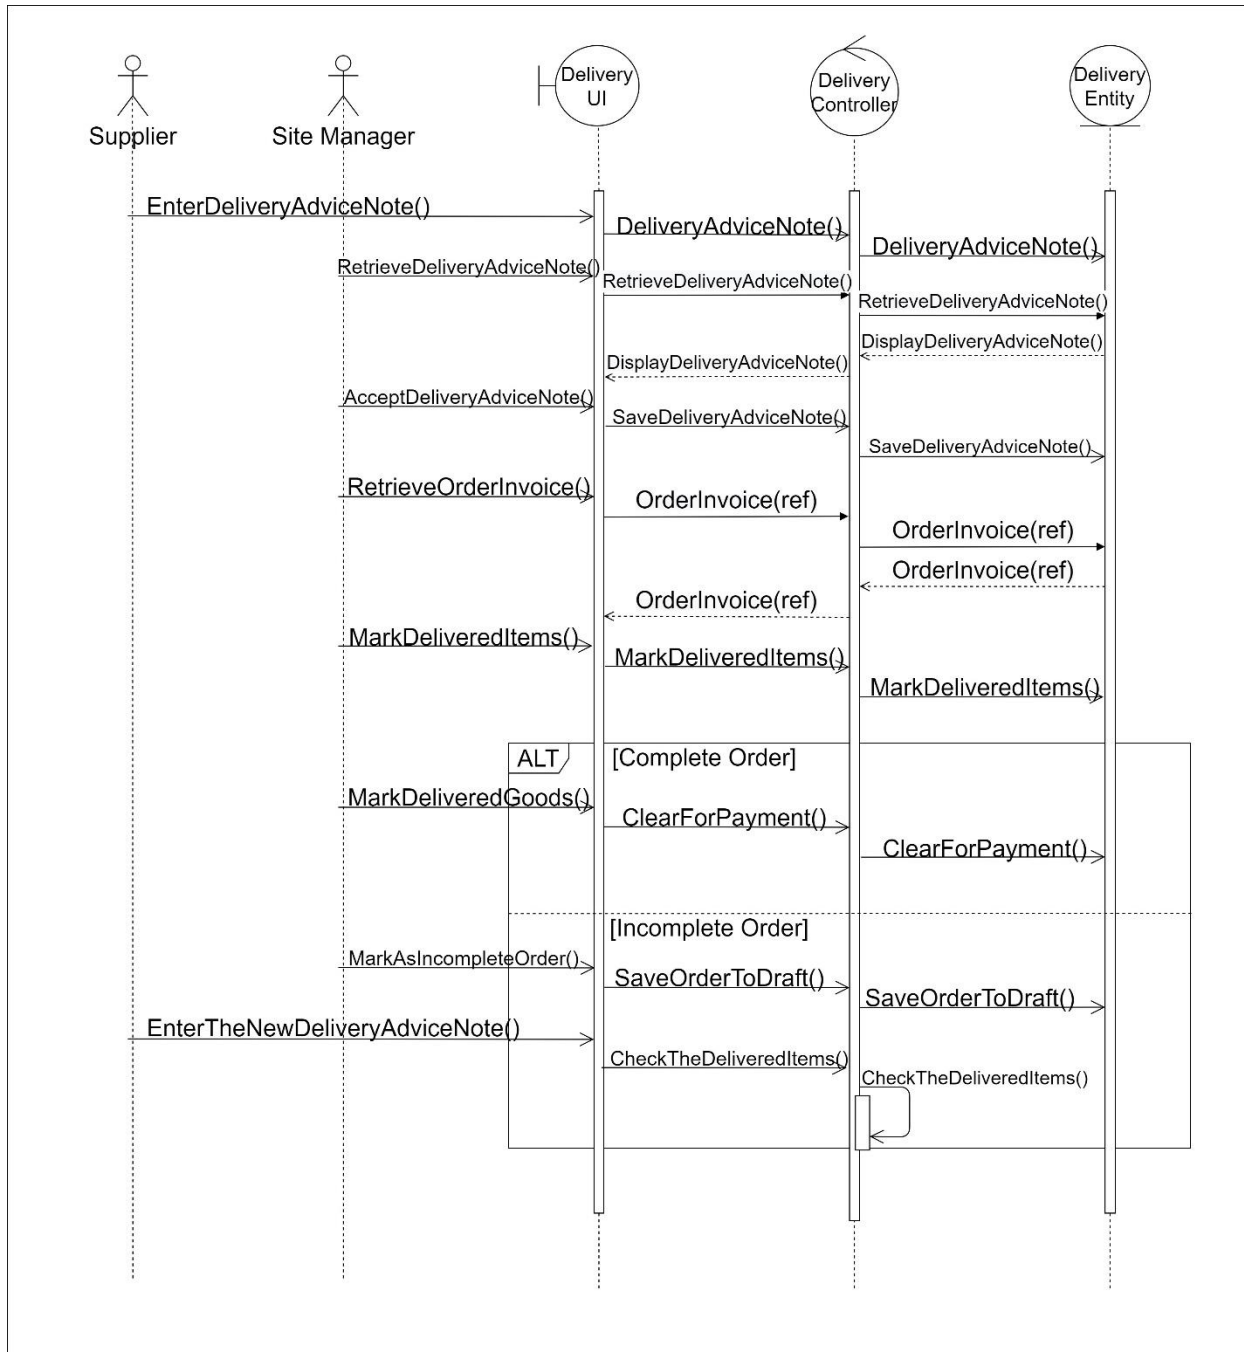 Supplier
Site Manager
Delivery
UI
Delivery
Controller
Delivery
Entity
EnterDeliveryAdviceNote()
DeliveryAdviceNote()
DeliveryAdviceNote()
RetrieveDeliveryAdviceNote()
RetrieveDeliveryAdviceNote()
RetrieveDeliveryAdviceNote()
DisplayDeliveryAdviceNote()
DisplayDeliveryAdviceNote()
AcceptDeliveryAdviceNote()
SaveDeliveryAdviceNote()
SaveDeliveryAdviceNote()
RetrieveOrderInvoice()
OrderInvoice(ref)
OrderInvoice(ref)
OrderInvoice(ref)
OrderInvoice(ref)
MarkDeliveredItems()
MarkDeliveredItems()
MarkDeliveredItems()
ALT
[Complete Order]
MarkDeliveredGoods()
ClearForPayment()
ClearForPayment()
[Incomplete Order]
MarkAsIncompleteOrder()
SaveOrderToDraft()
SaveOrderToDraft()
EnterTheNewDeliveryAdviceNote()
CheckTheDeliveredItems()
CheckTheDeliveredItems()